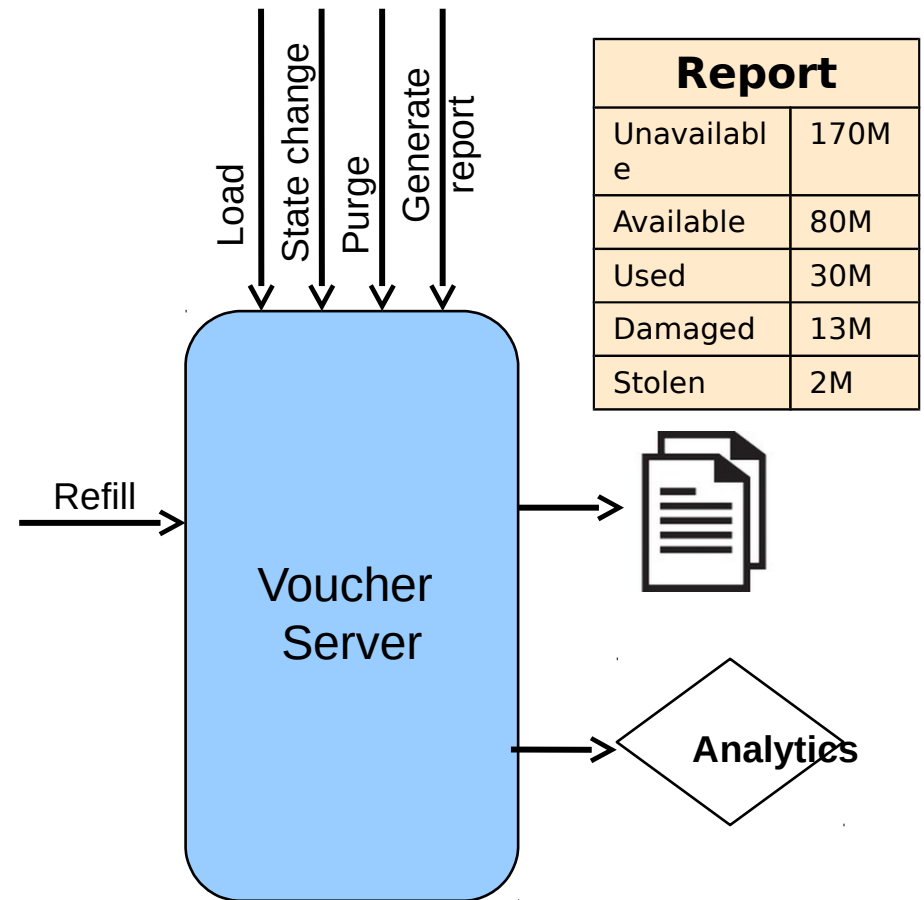 Load
State change
Purge
Generate
report
Report
Unavailabl
e
170M
Available 80M
Used 30M
Damaged 13M
Stolen 2M
Refill
Voucher
Server
Analytics